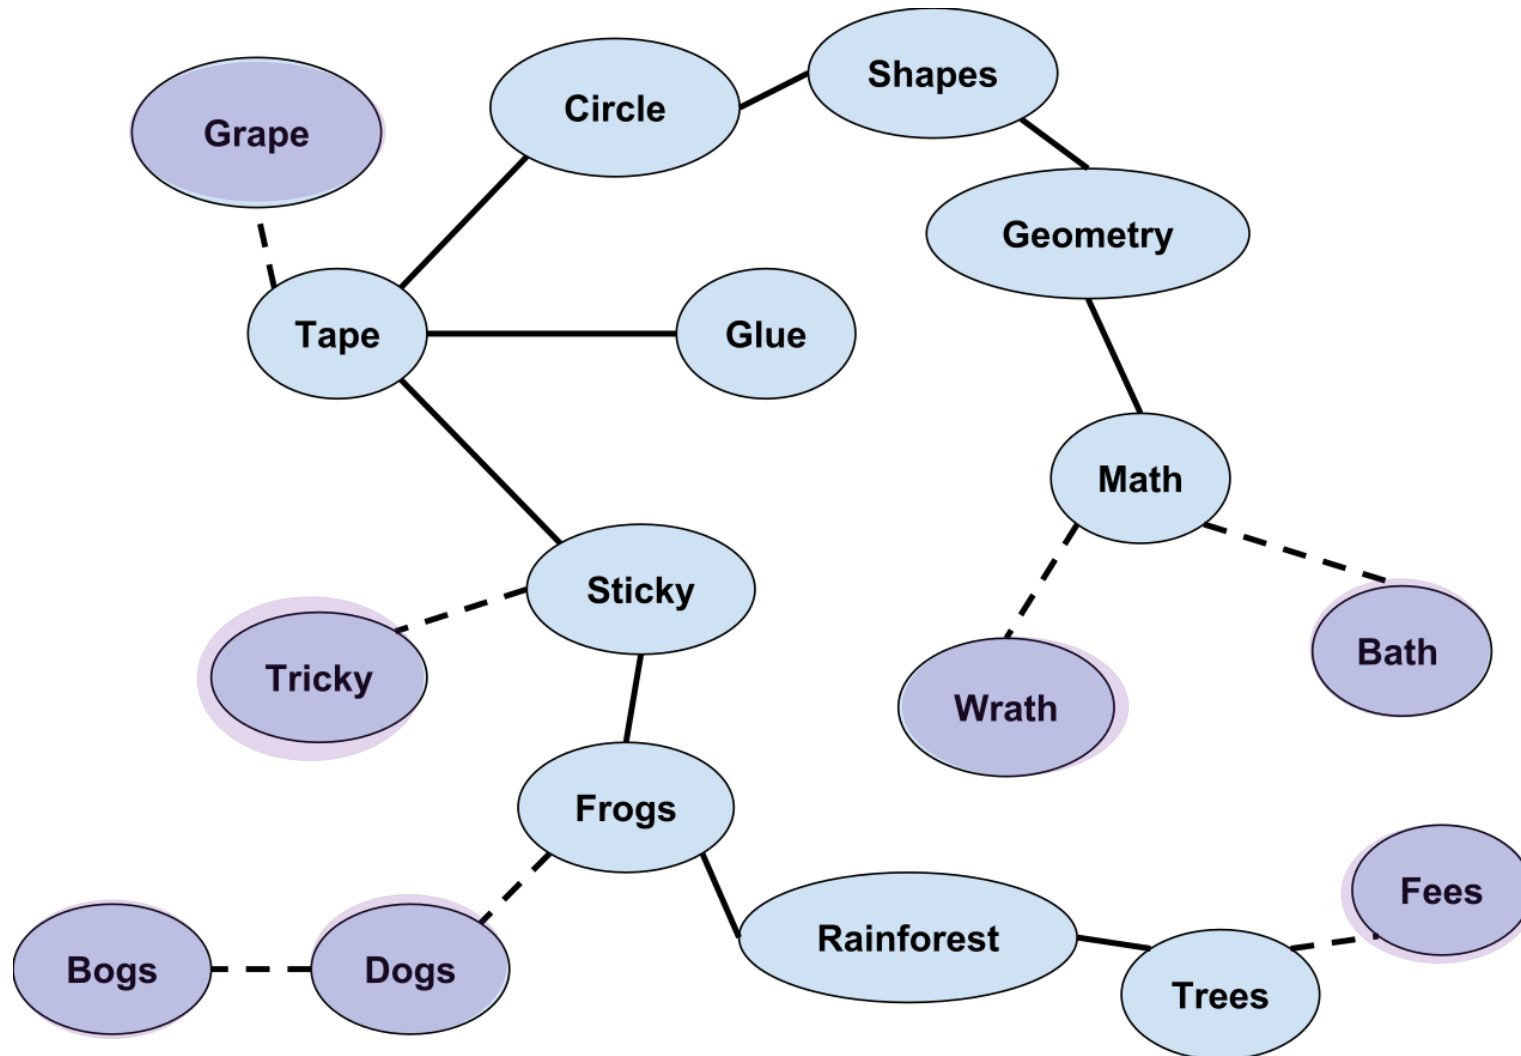 Shapes
Circle
Grape
Geometry
Tape
Glue
Math
Sticky
Bath
Tricky
Wrath
Frogs
Fees
Rainforest
Bogs
Dogs
Trees